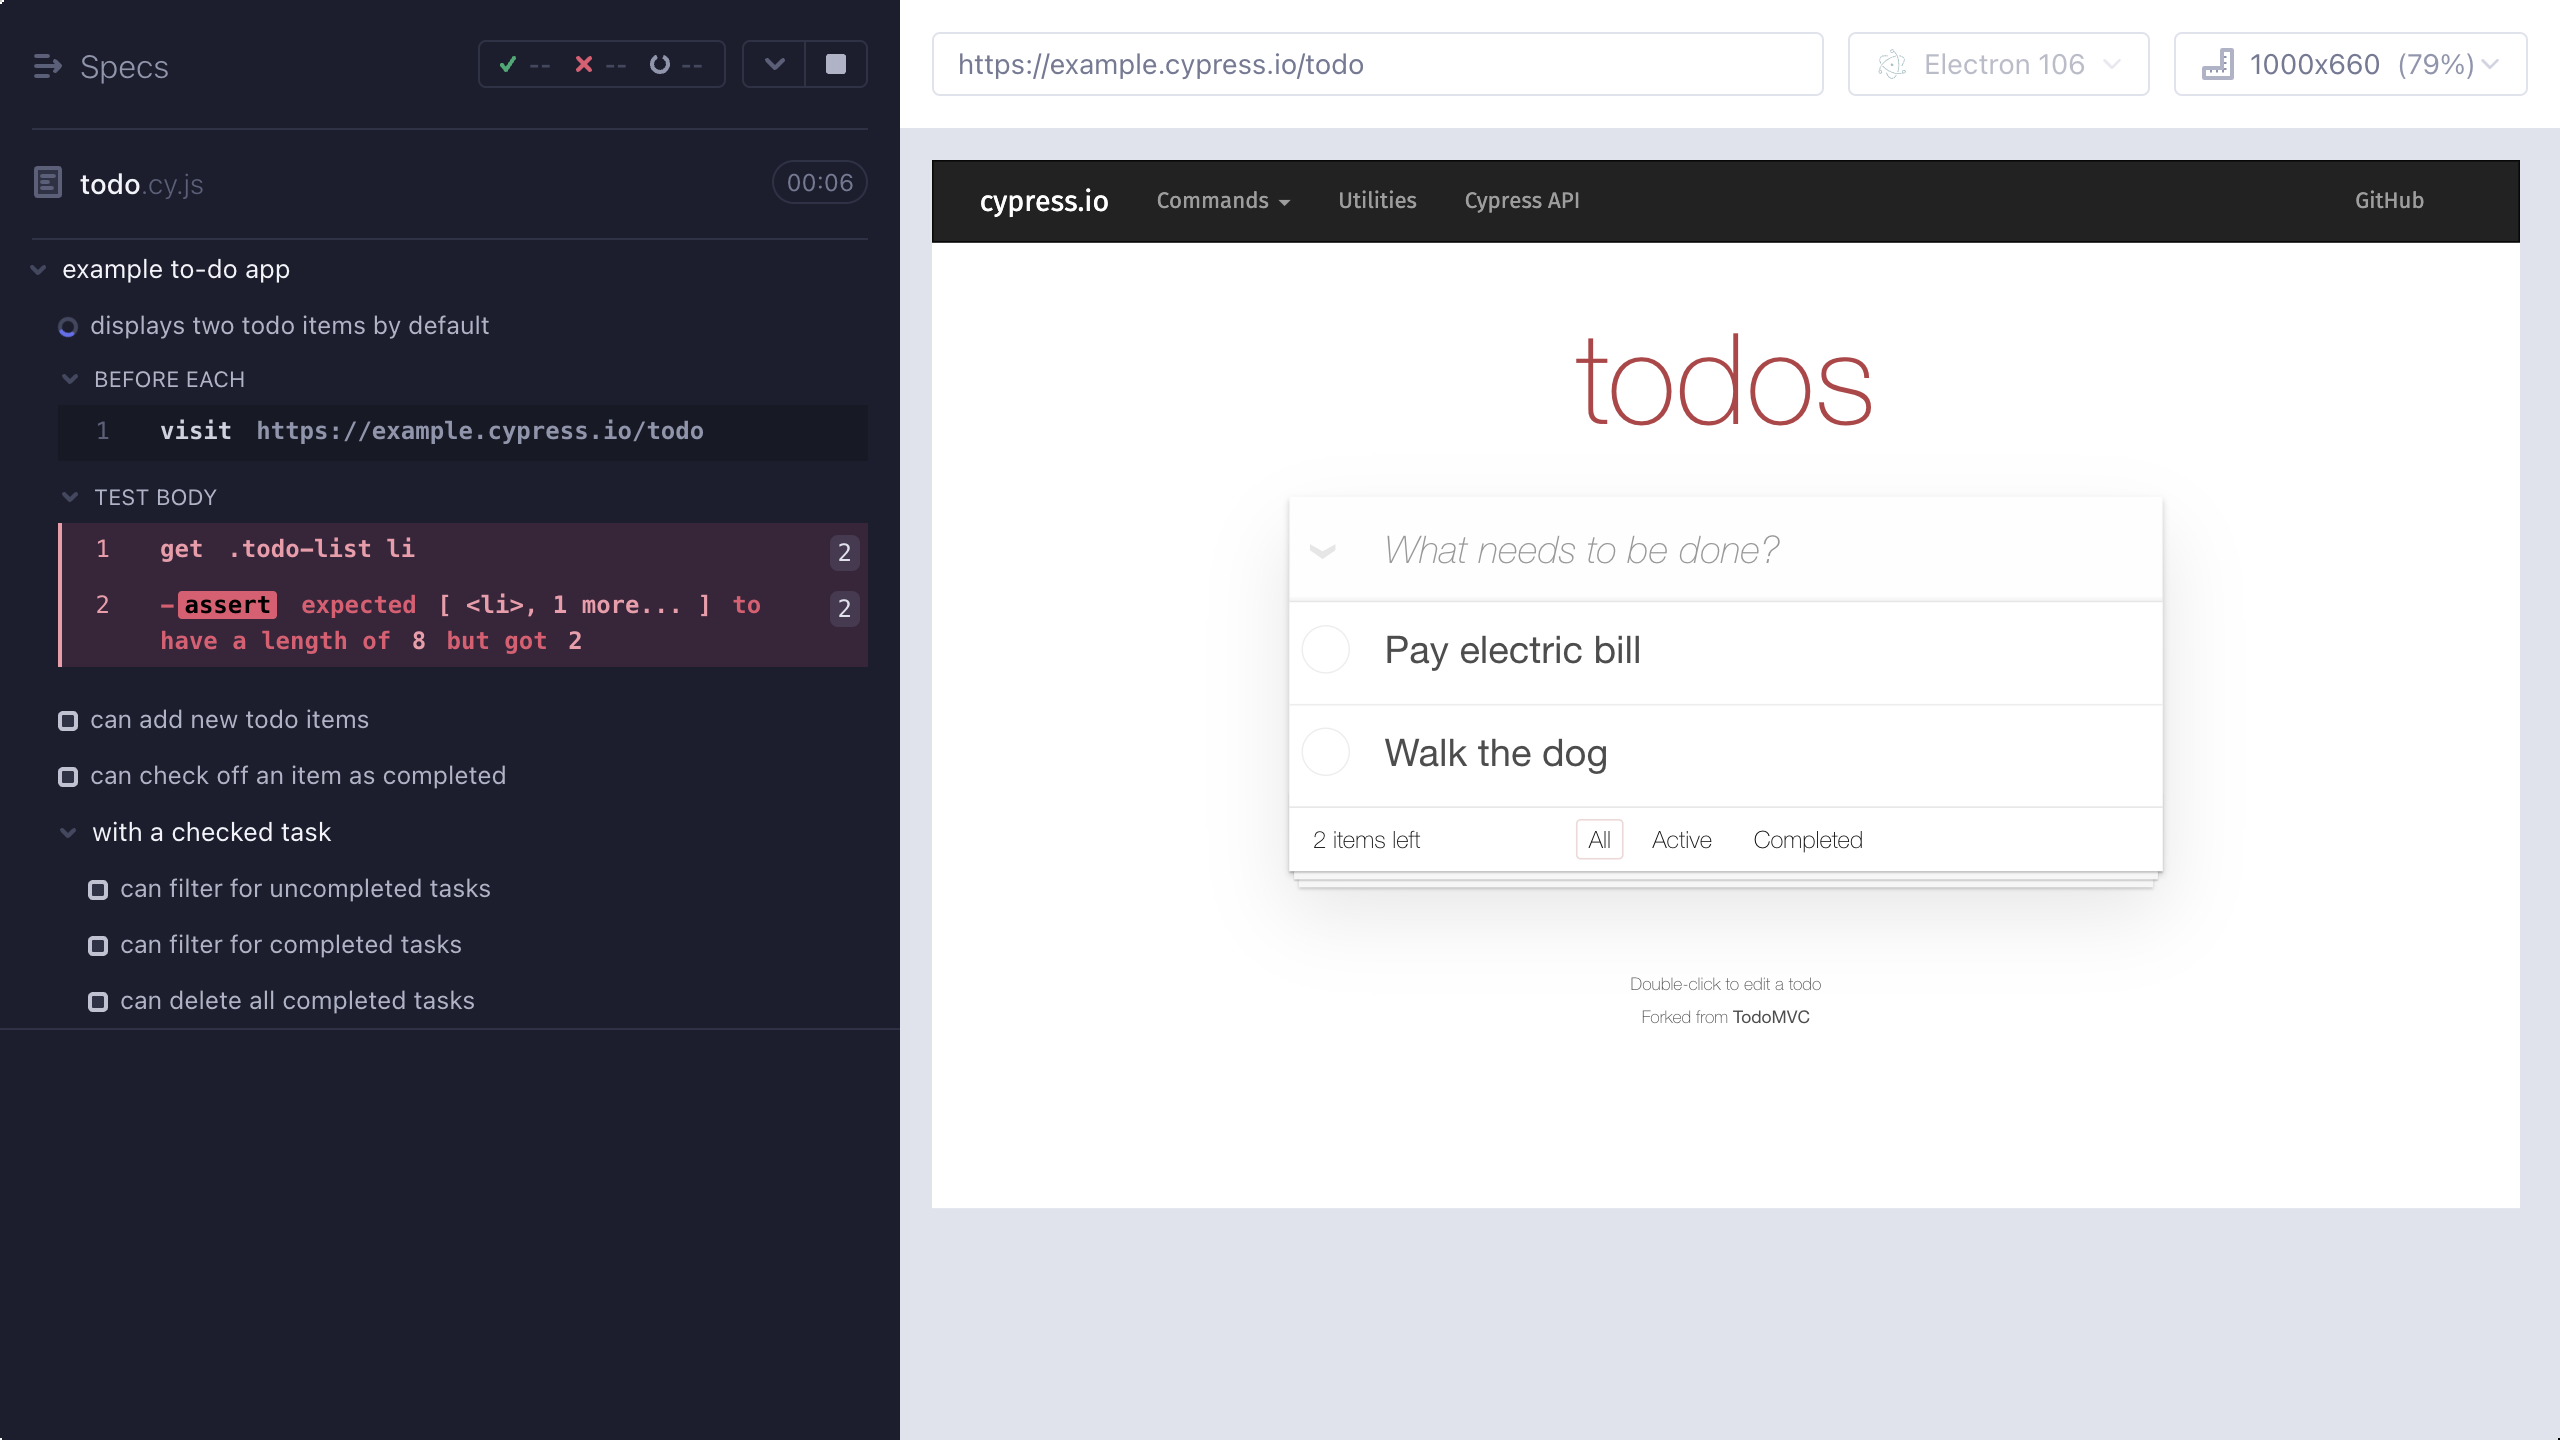 Specs
-- -- --
todo.cy.js
00:06
example to-do app
displays two todo items by default
BEFORE EACH
1 visit https://example.cypress.io/todo
TEST BODY
1 get .todo-list li 2
2 -assert expected [ <li>, 1 more... ] to 2
have a length of 8 but got 2
can add new todo items
can check off an item as completed
with a checked task
can filter for uncompleted tasks
can filter for completed tasks
can delete all completed tasks
https://example.cypress.io/todo
Electron 106
1000x660 (79%)
cypress.io Commands Utilities Cypress API GitHub
todos
What needs to be done?
Pay electric bill
Walk the dog
2 items left All Active Completed
Double-click to edit a todo
Forked from TodoMVC